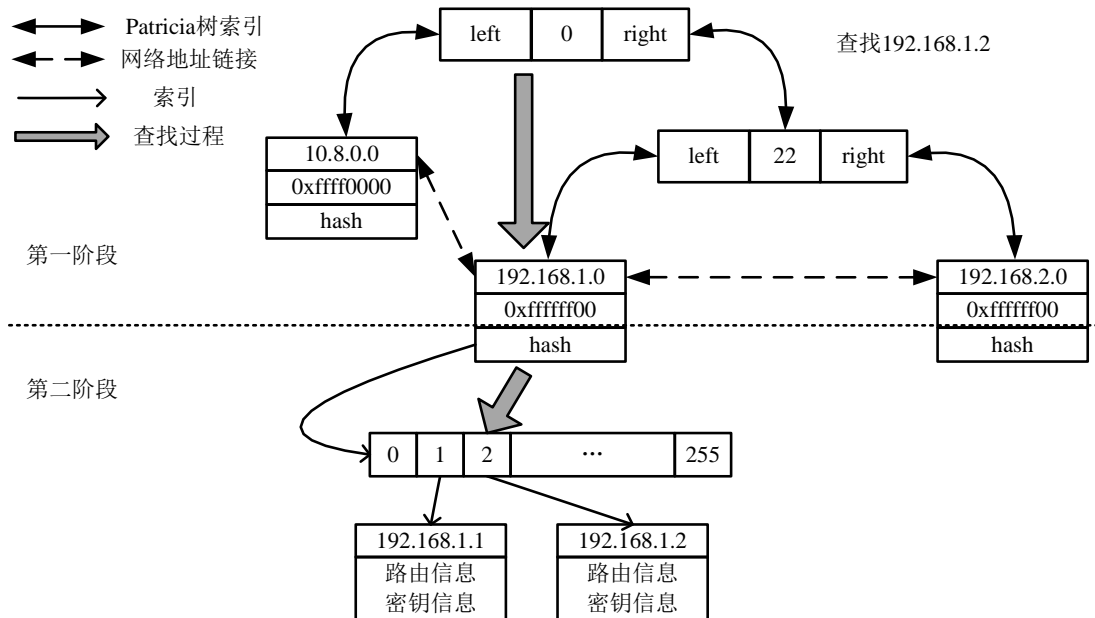 Patricia树索引
网络地址链接
索引
查找过程
left 0 right
查找192.168.1.2
left 22 right
10.8.0.0
0xffff0000
hash
第一阶段
192.168.1.0
0xffffff00
hash
192.168.2.0
0xffffff00
hash
第二阶段
0 1 2 ... 255
192.168.1.1
路由信息
密钥信息
192.168.1.2
路由信息
密钥信息